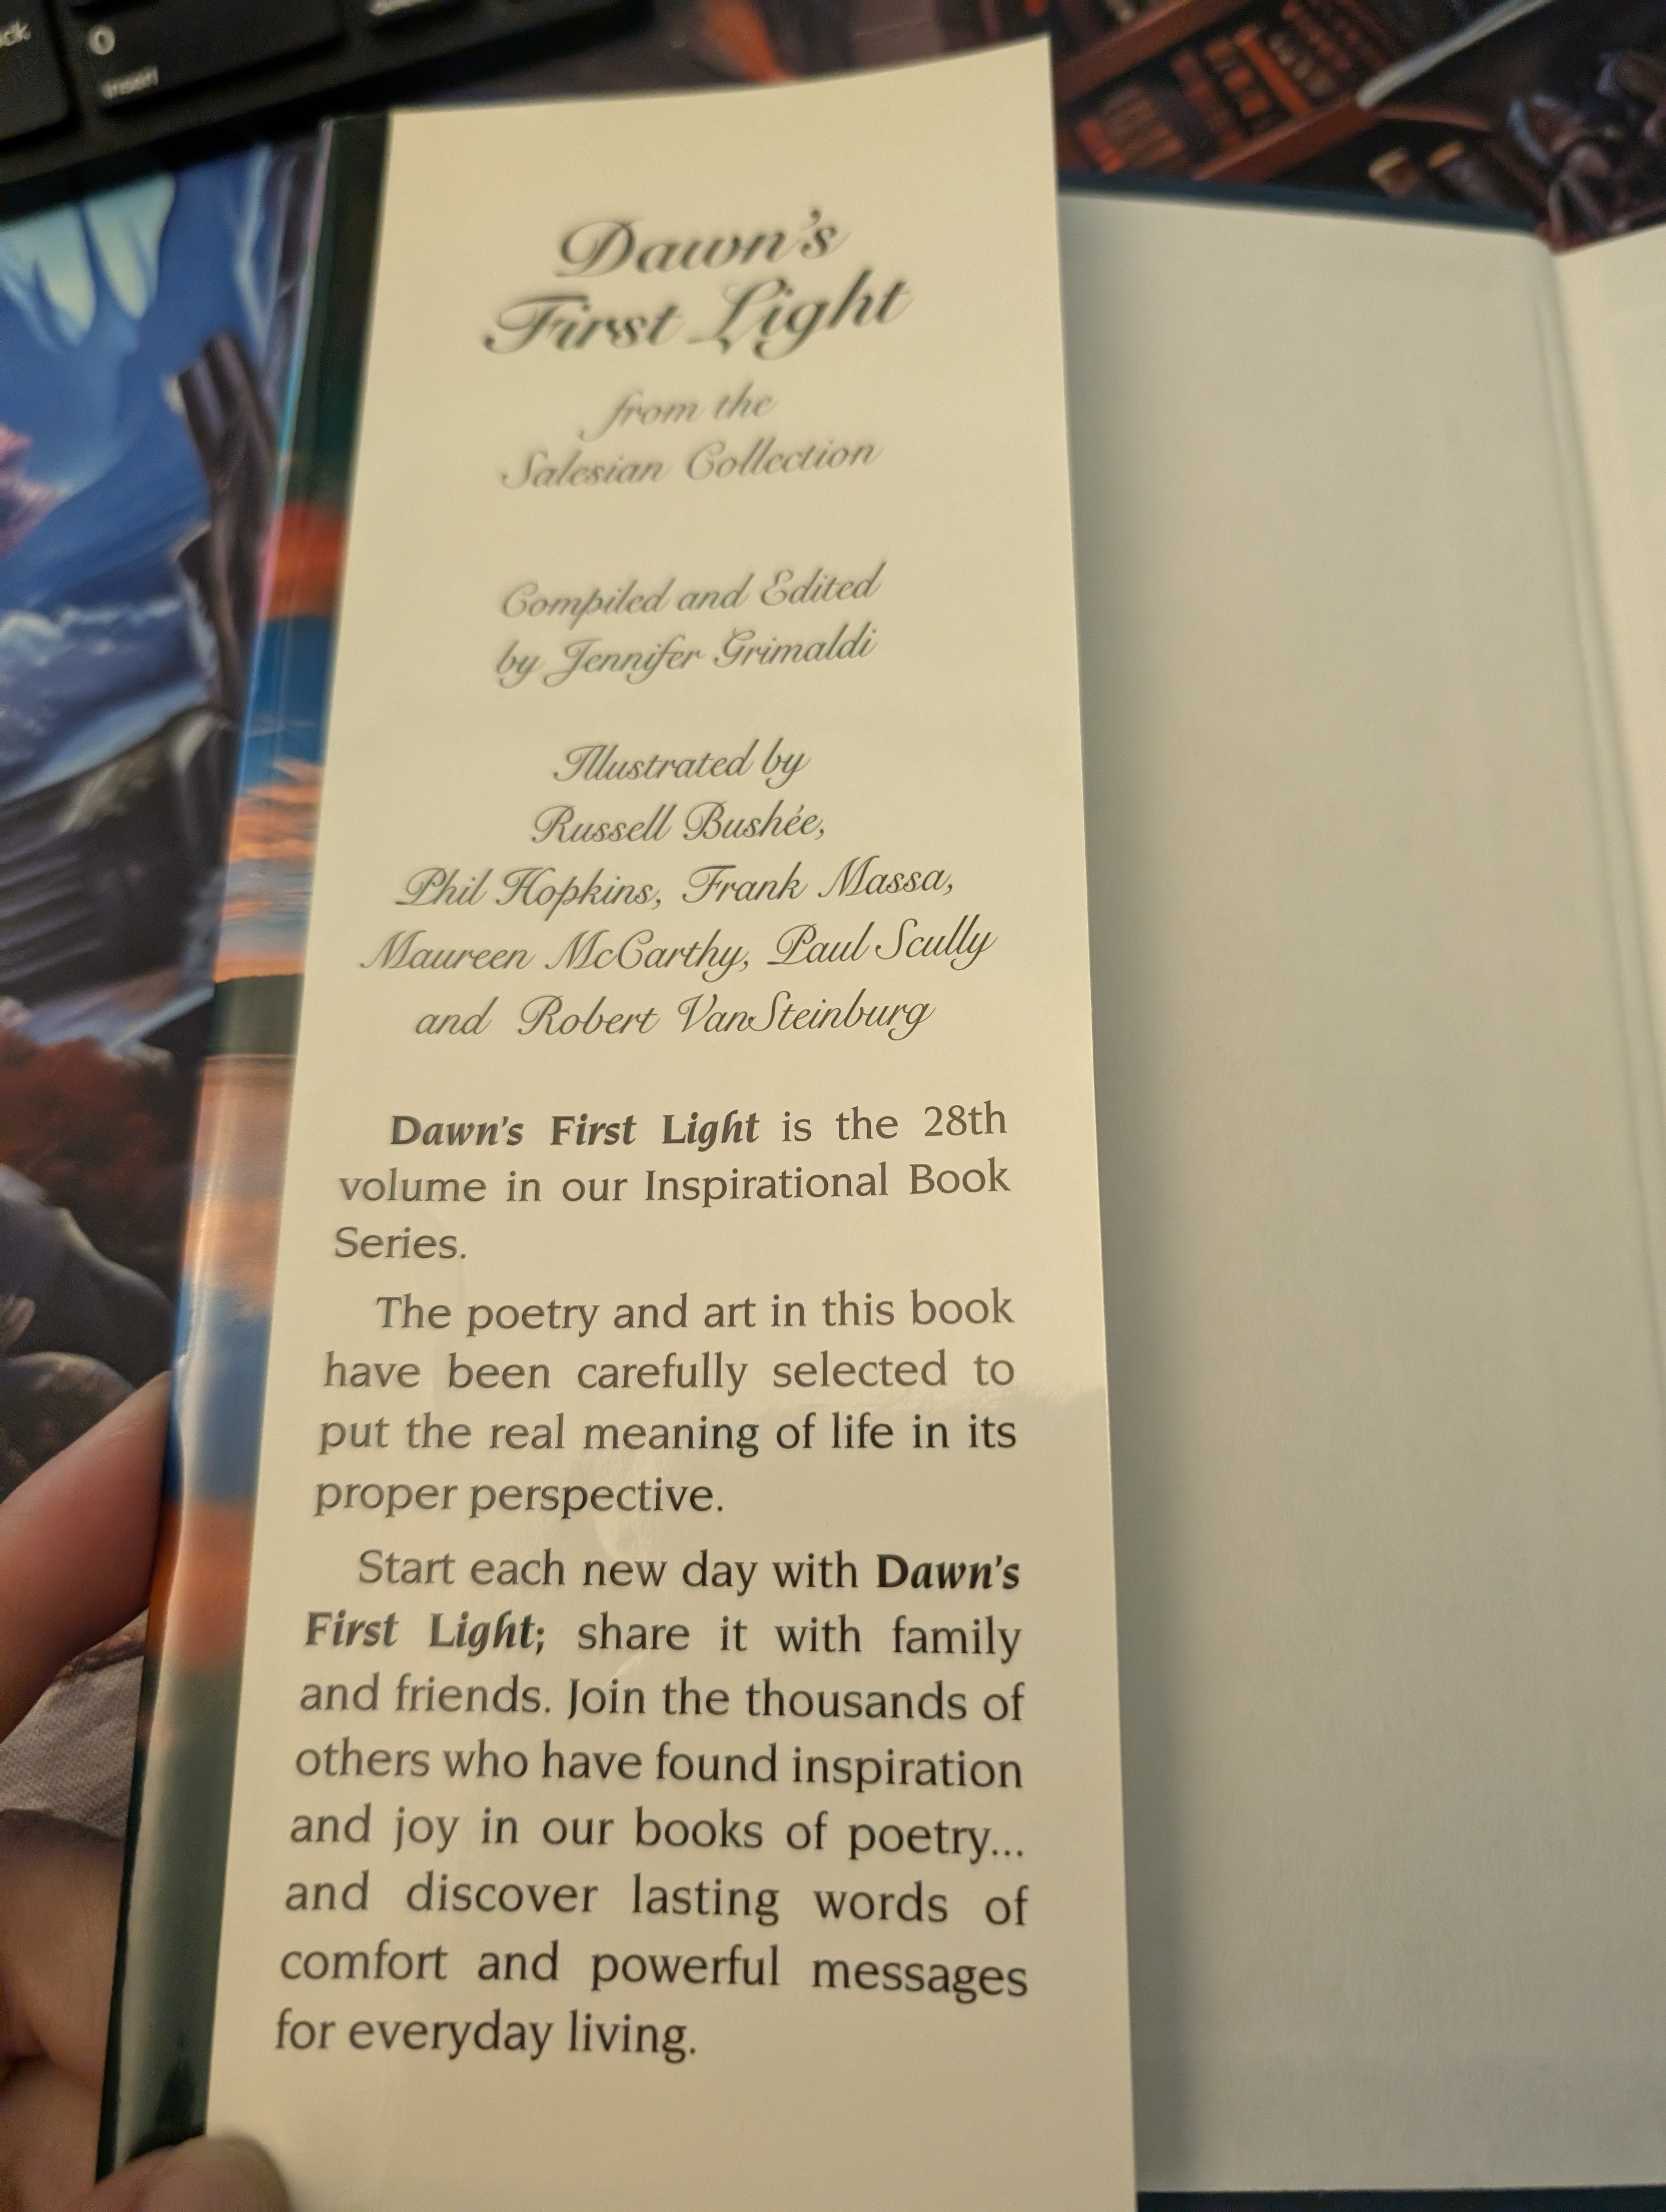 ck
0
insert
Dawn's
First Light
from the
Salesian Collection
Compiled and Edited
by Jennifer Grimaldi
Illustrated by
Russell Bushée,
Phil Hopkins, Frank Massa,
Maureen McCarthy, Paul Scully
and Robert VanSteinburg
Dawn's First Light is the 28th
volume in our Inspirational Book
Series.
The poetry and art in this book
have been carefully selected to
put the real meaning of life in its
proper perspective.
Start each new day with Dawn's
First Light; share it with family
and friends. Join the thousands of
others who have found inspiration
and joy in our books of poetry...
and discover lasting words of
comfort and powerful messages
for everyday living.